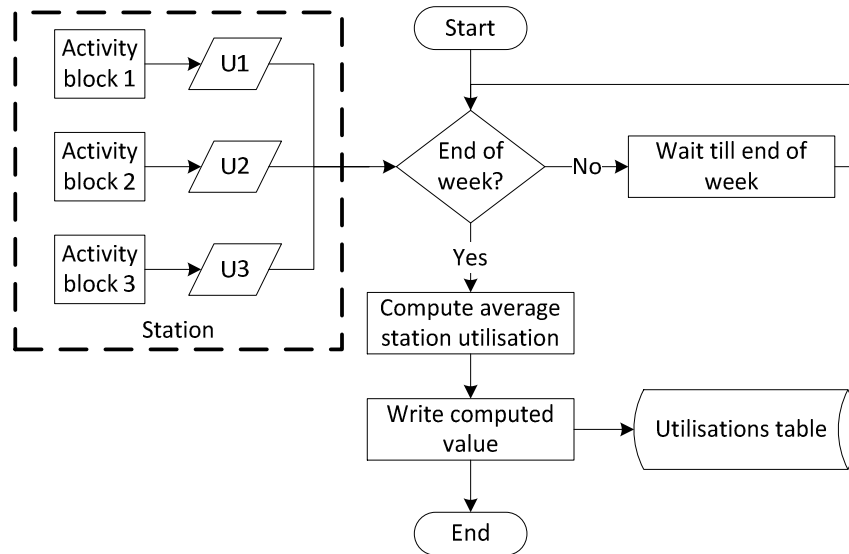 Activity
block 1
U1
Activity
block 2
U2
Activity
block 3
U3
Station
Start
End of
week?
No
Wait till end of
week
Yes
Compute average
station utilisation
Write computed
value
Utilisations table
End